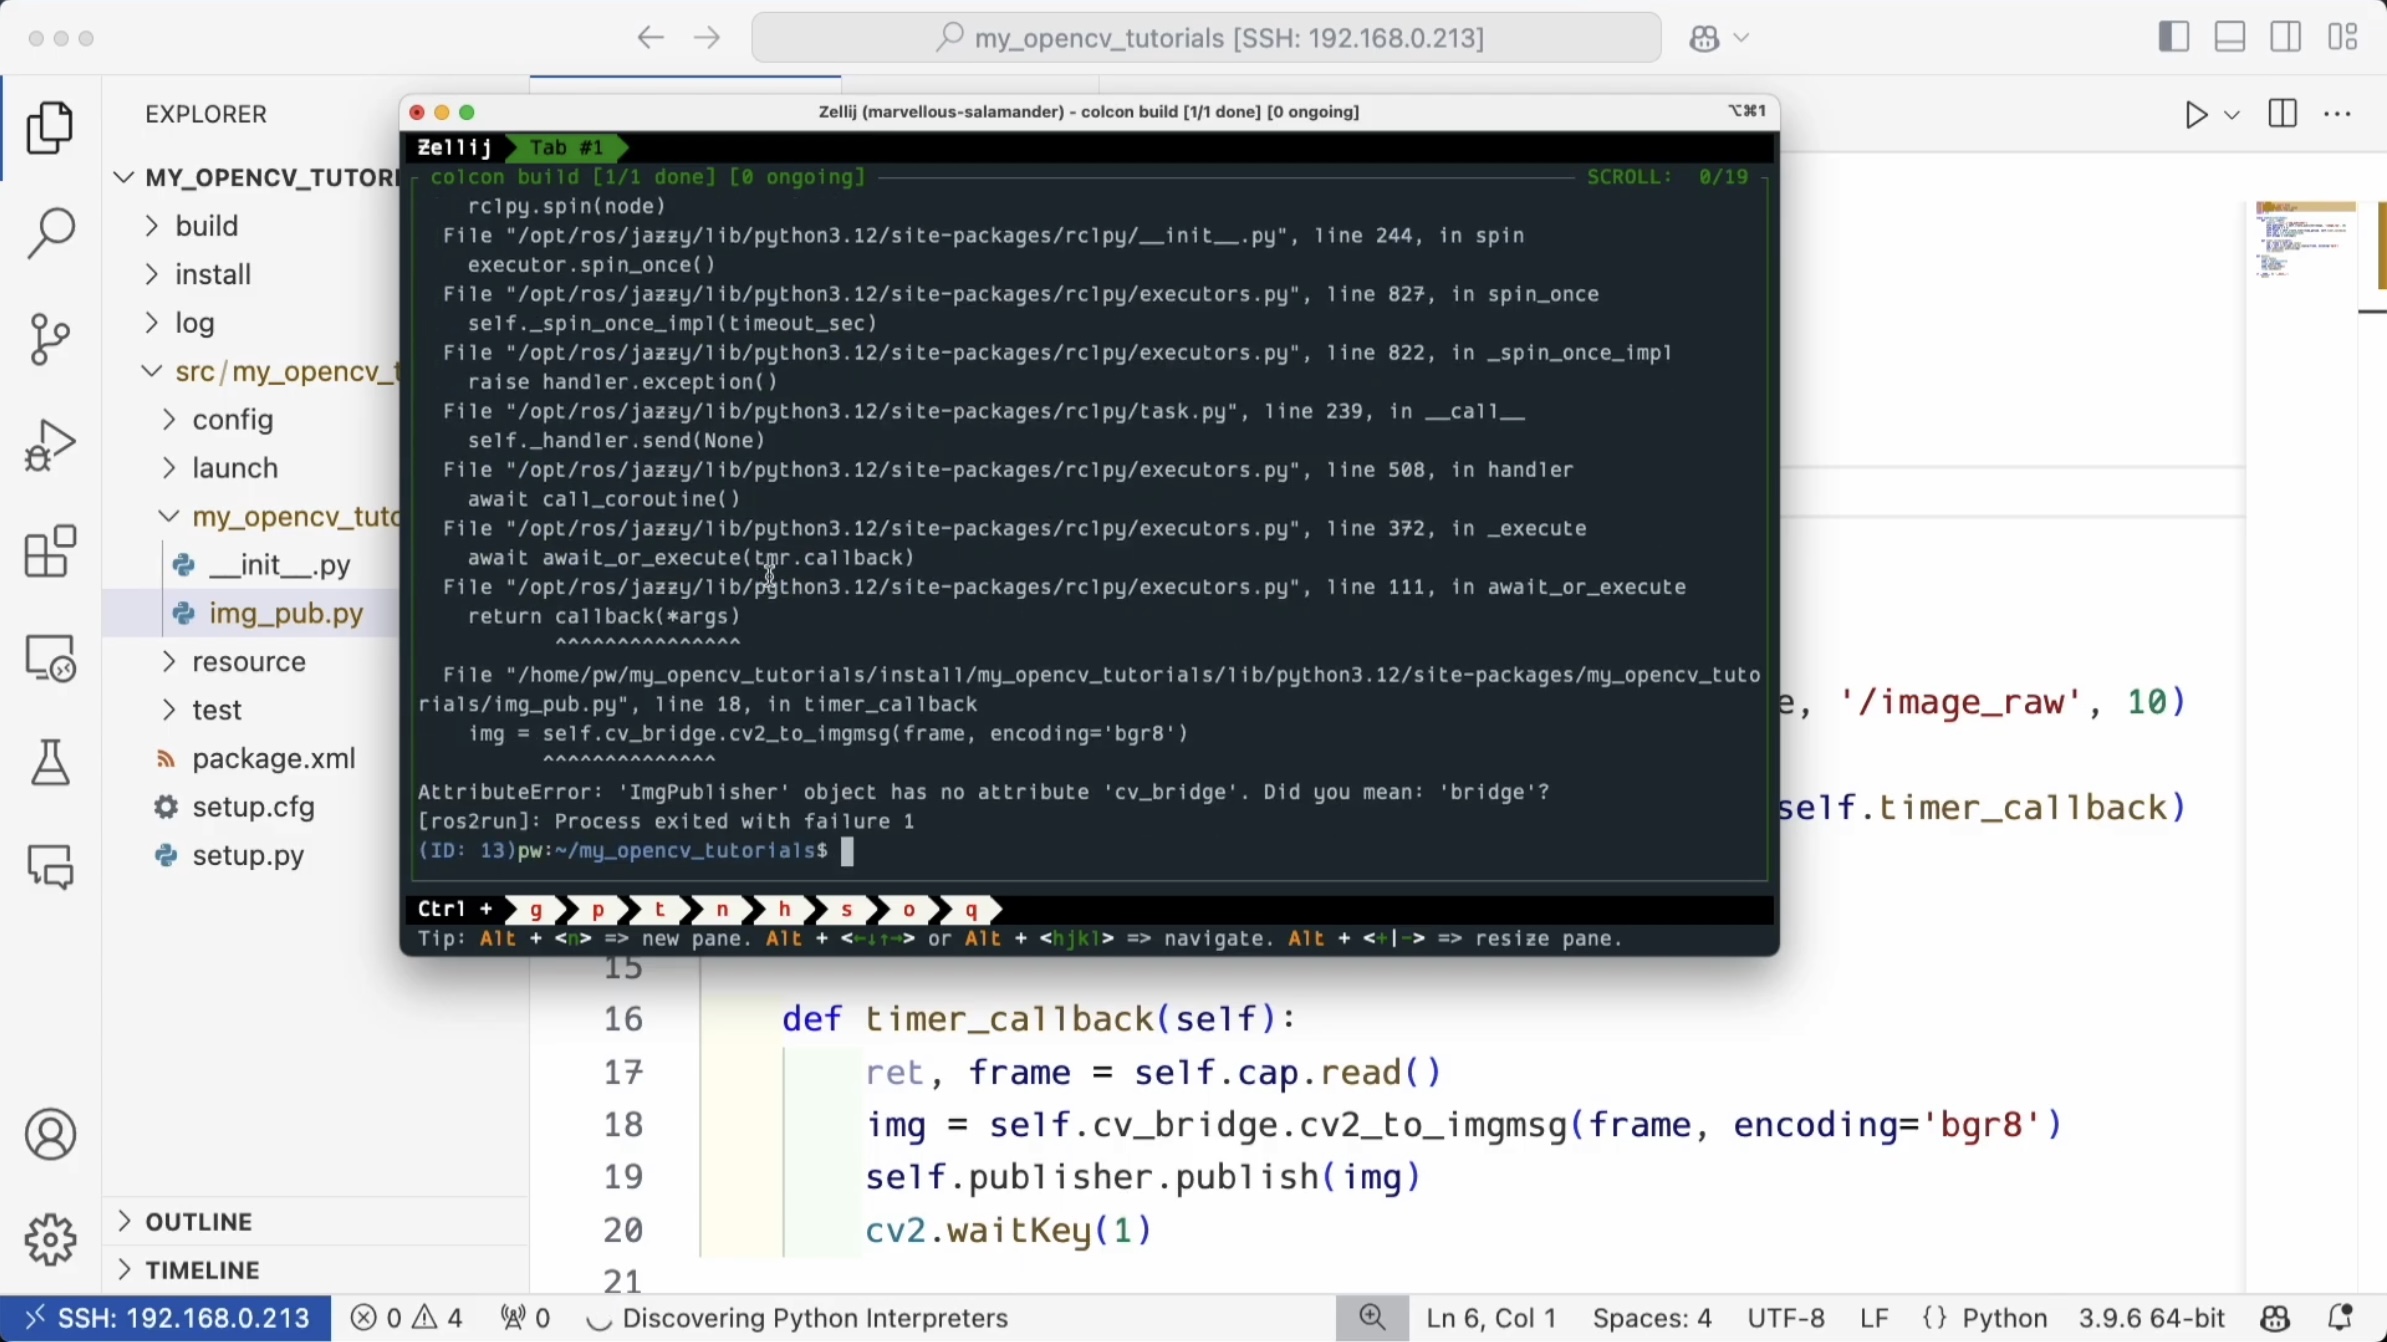 my_opencv_tutorials [SSH: 192.168.0.213]
EXPLORER
MY_OPENCV_TUTORI
build
install
log
src/my_opencv_t
config
launch
my_opencv_tuto
__init__.py
img_pub.py
resource
test
package.xml
setup.cfg
setup.py
OUTLINE
TIMELINE
Zellij (marvellous-salamander) - colcon build [1/1 done] [0 ongoing]
⌥⌘1
Zellij Tab #1
colcon build [1/1 done] [0 ongoing] SCROLL: 0/19
rclpy.spin(node)
File "/opt/ros/jazzy/lib/python3.12/site-packages/rclpy/__init__.py", line 244, in spin
executor.spin_once()
File "/opt/ros/jazzy/lib/python3.12/site-packages/rclpy/executors.py", line 827, in spin_once
self._spin_once_impl(timeout_sec)
File "/opt/ros/jazzy/lib/python3.12/site-packages/rclpy/executors.py", line 822, in _spin_once_impl
raise handler.exception()
File "/opt/ros/jazzy/lib/python3.12/site-packages/rclpy/task.py", line 239, in __call__
self._handler.send(None)
File "/opt/ros/jazzy/lib/python3.12/site-packages/rclpy/executors.py", line 508, in handler
await call_coroutine()
File "/opt/ros/jazzy/lib/python3.12/site-packages/rclpy/executors.py", line 372, in _execute
await await_or_execute(tmr.callback)
File "/opt/ros/jazzy/lib/python3.12/site-packages/rclpy/executors.py", line 111, in await_or_execute
return callback(*args)
^^^^^^^^^^^^^^^
File "/home/pw/my_opencv_tutorials/install/my_opencv_tutorials/lib/python3.12/site-packages/my_opencv_tuto
rials/img_pub.py", line 18, in timer_callback
img = self.cv_bridge.cv2_to_imgmsg(frame, encoding='bgr8')
^^^^^^^^^^^^^^
AttributeError: 'ImgPublisher' object has no attribute 'cv_bridge'. Did you mean: 'bridge'?
[ros2run]: Process exited with failure 1
(ID: 13)pw:~/my_opencv_tutorials$
Ctrl + g p t n h s o q
Tip: Alt + <n> => new pane. Alt + <←↓↑→> or Alt + <hjkl> => navigate. Alt + <+|-> => resize pane.
e, '/image_raw', 10)
self.timer_callback)
15
16 def timer_callback(self):
17 ret, frame = self.cap.read()
18 img = self.cv_bridge.cv2_to_imgmsg(frame, encoding='bgr8')
19 self.publisher.publish(img)
20 cv2.waitKey(1)
21
SSH: 192.168.0.213 0 4 0 Discovering Python Interpreters Ln 6, Col 1 Spaces: 4 UTF-8 LF {} Python 3.9.6 64-bit